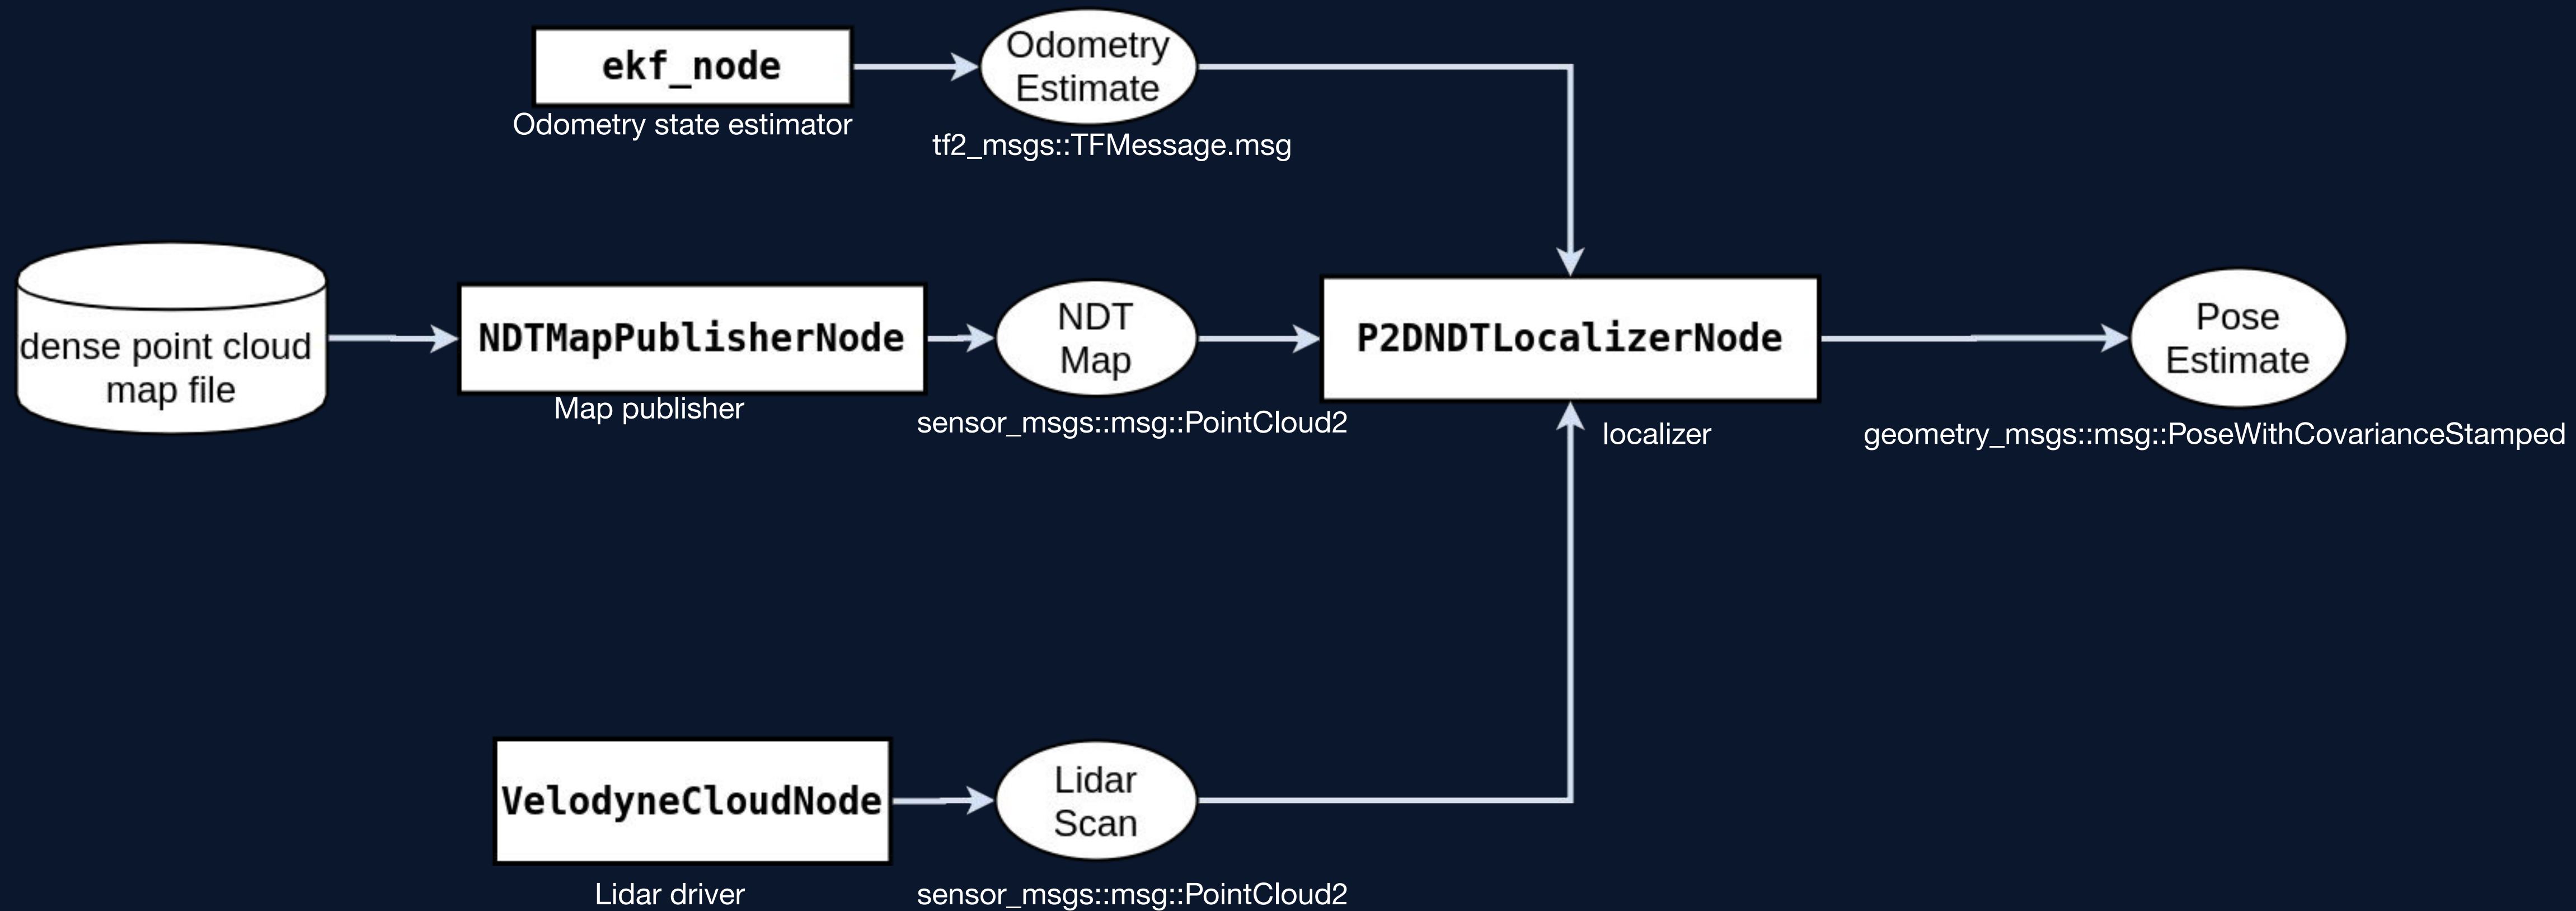 ekf_node
Odometry state estimator
Odometry
Estimate
tf2_msgs::TFMessage.msg
dense point cloud
map file
NDTMapPublisherNode
Map publisher
NDT
Map
sensor_msgs::msg::PointCloud2
P2DNDTLocalizerNode
localizer
Pose
Estimate
geometry_msgs::msg::PoseWithCovarianceStamped
VelodyneCloudNode
Lidar driver
Lidar
Scan
sensor_msgs::msg::PointCloud2